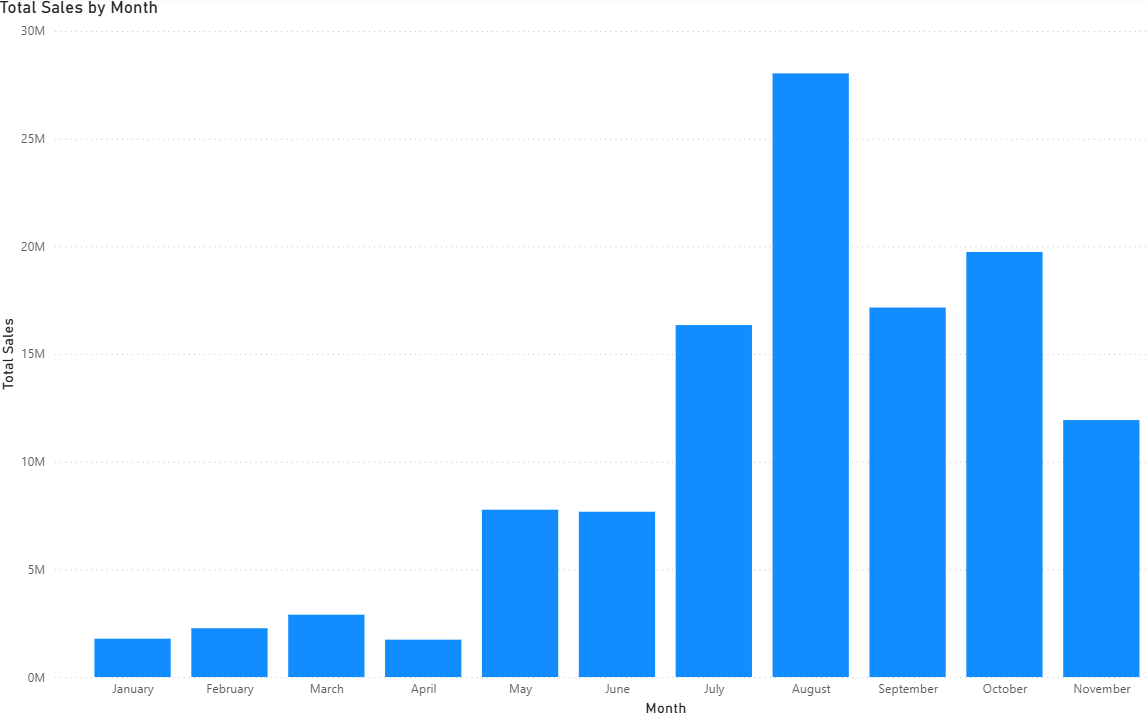 Total Sales by Month
30M
25M
20M
15M
10M
5M
0M
Total Sales
January February March April May June July August September October November
Month